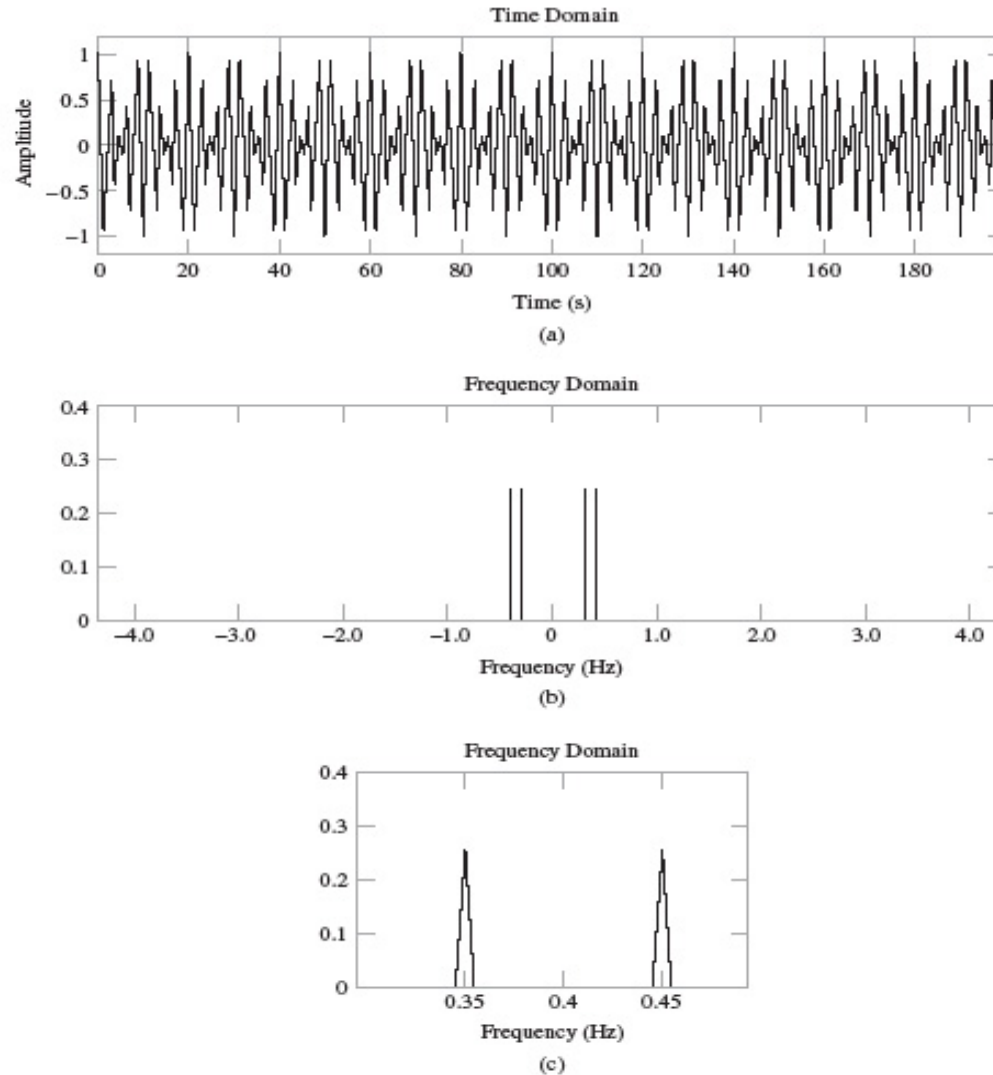 Time Domain
1
0.5
0
−0.5
−1
Ampltiude
0 20 40 60 80 100 120 140 160 180
Time (s)
(a)
Frequency Domain
0.4
0.3
0.2
0.1
0
−4.0 −3.0 −2.0 −1.0 0 1.0 2.0 3.0 4.0
Frequency (Hz)
(b)
Frequency Domain
0.4
0.3
0.2
0.1
0
0.35 0.4 0.45
Frequency (Hz)
(c)